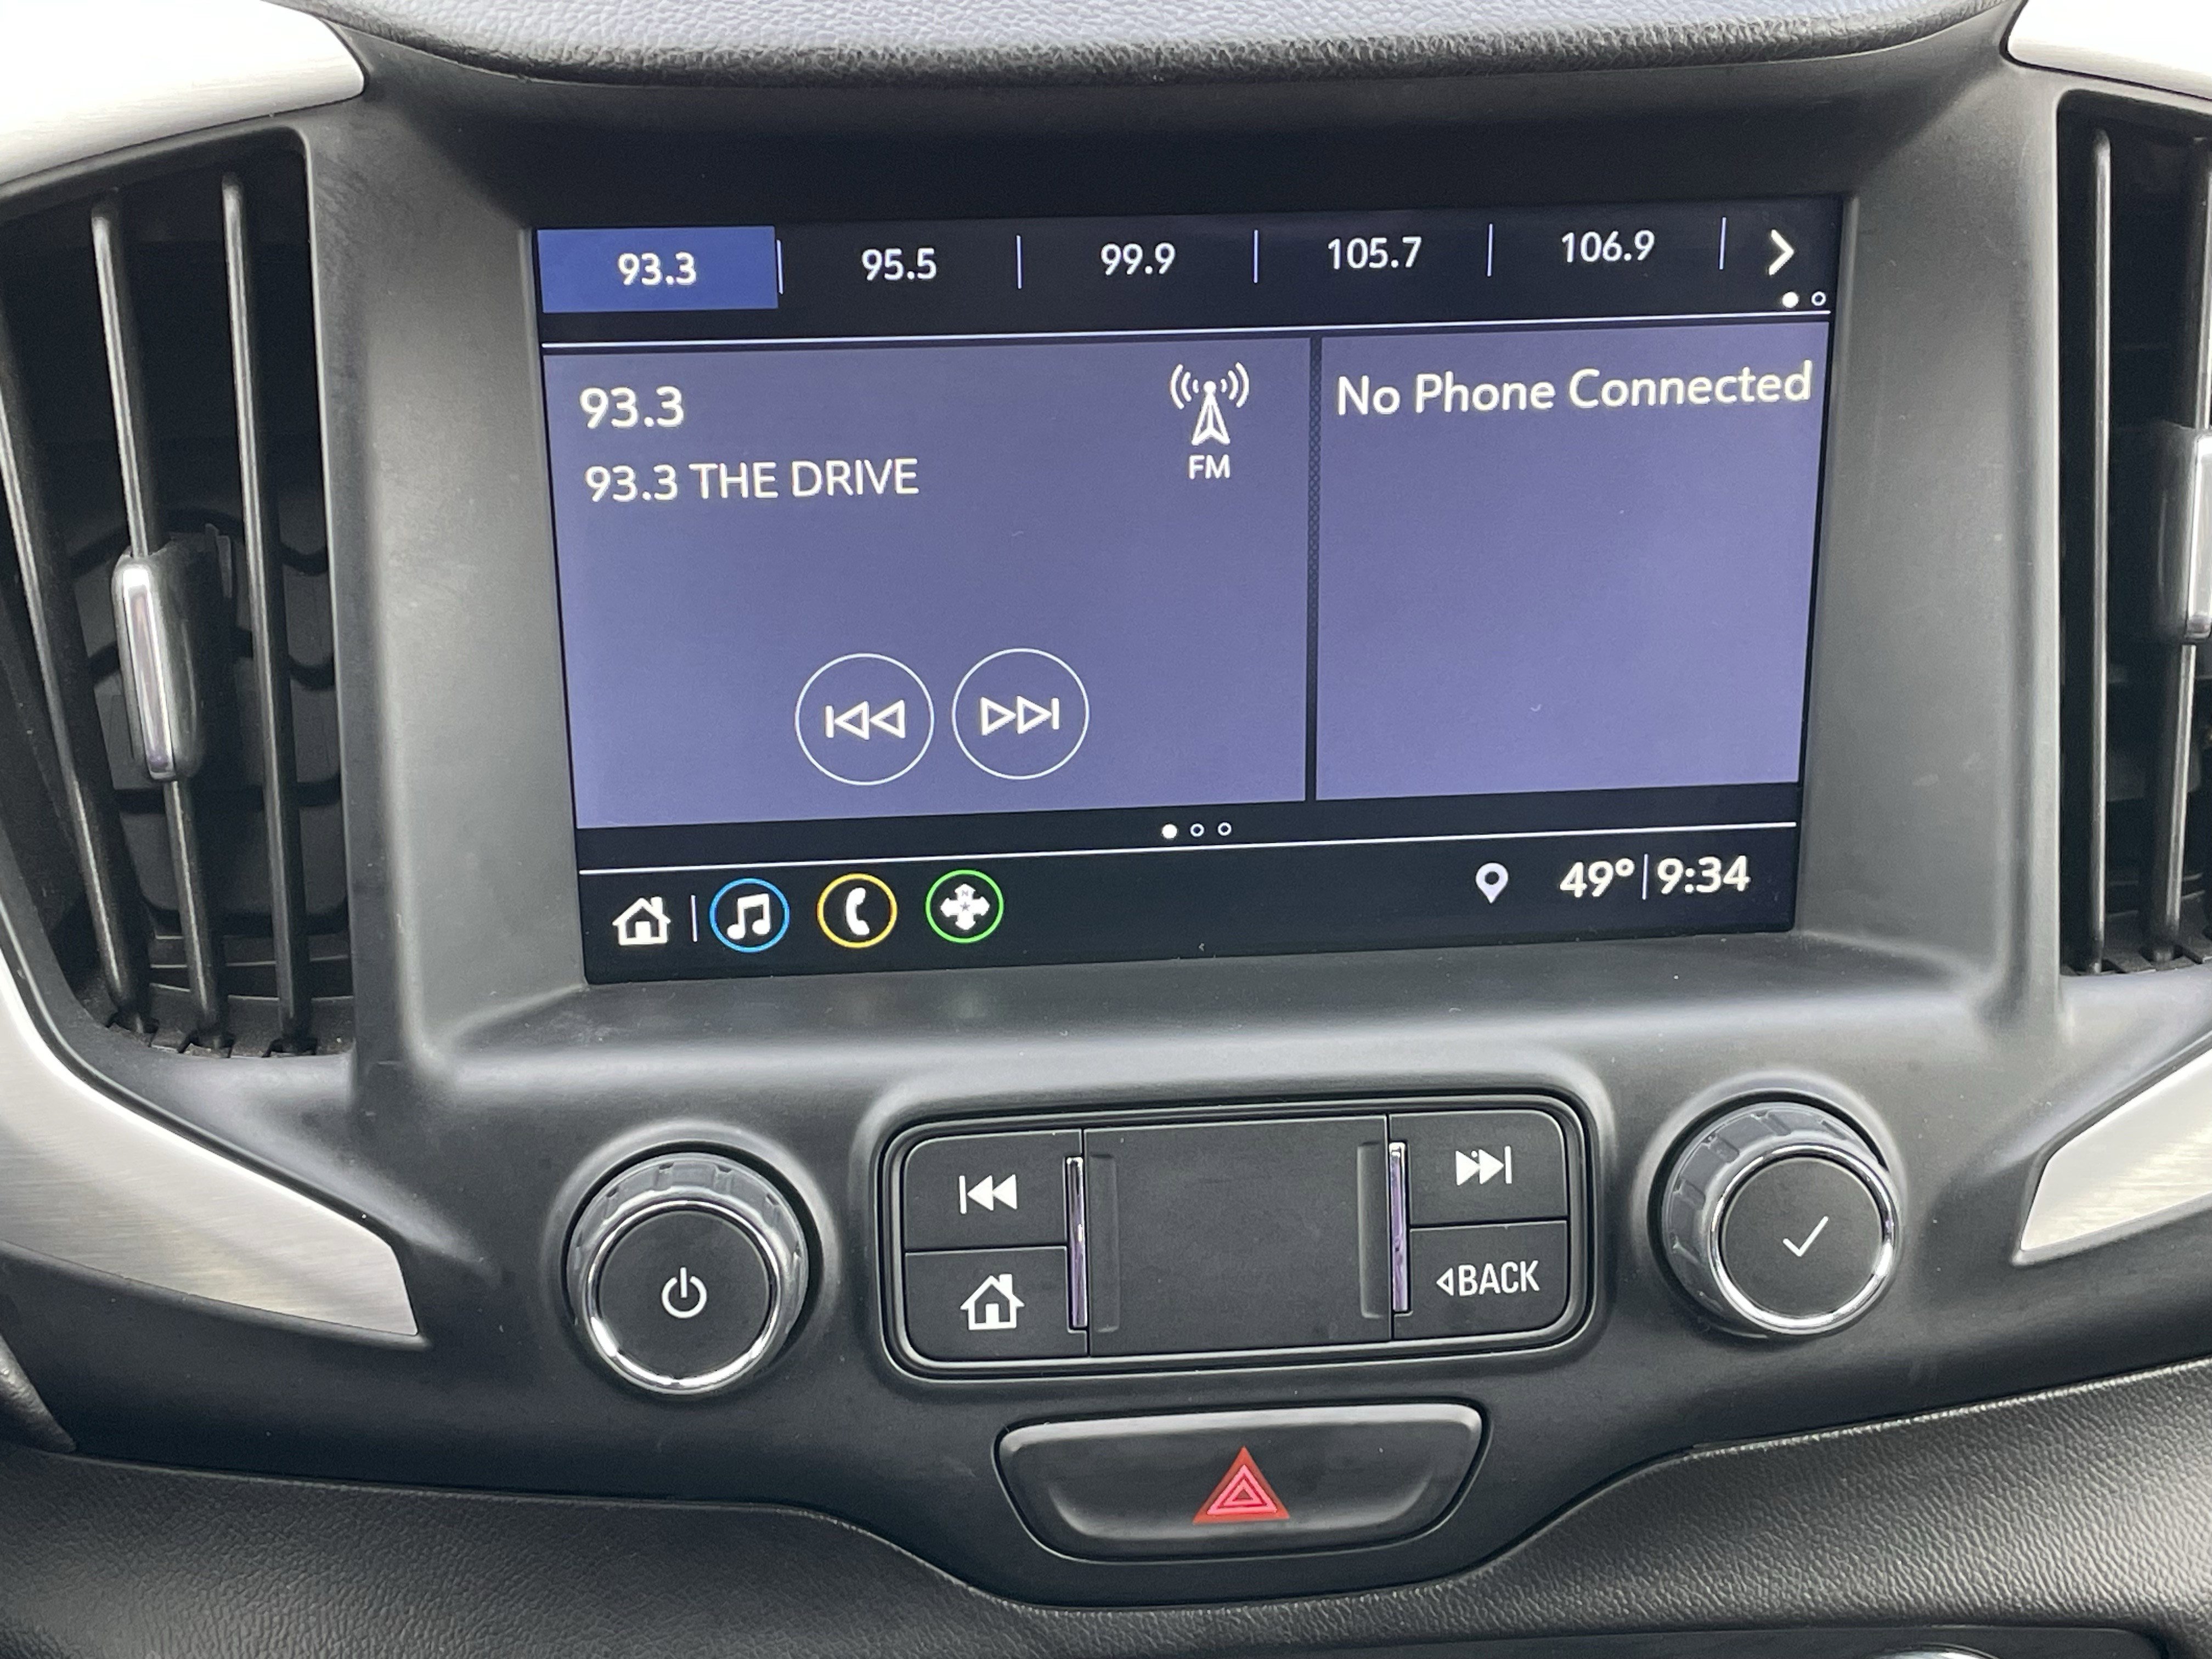 93.3 95.5 99.9 105.7 106.9
93.3
93.3 THE DRIVE
FM
No Phone Connected
49° 9:34
BACK